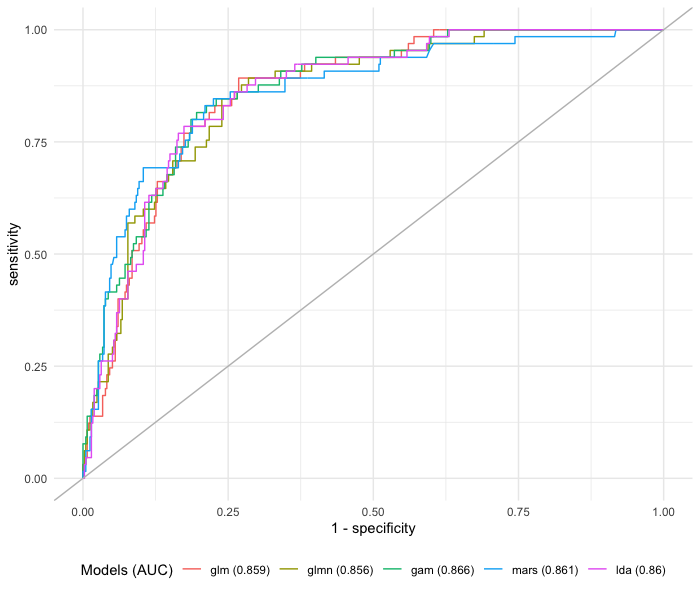 1.00
0.75
0.50
0.25
0.00
sensitivity
0.00 0.25 0.50 0.75 1.00
1 - specificity
Models (AUC) glm (0.859) glmn (0.856) gam (0.866) mars (0.861) lda (0.86)